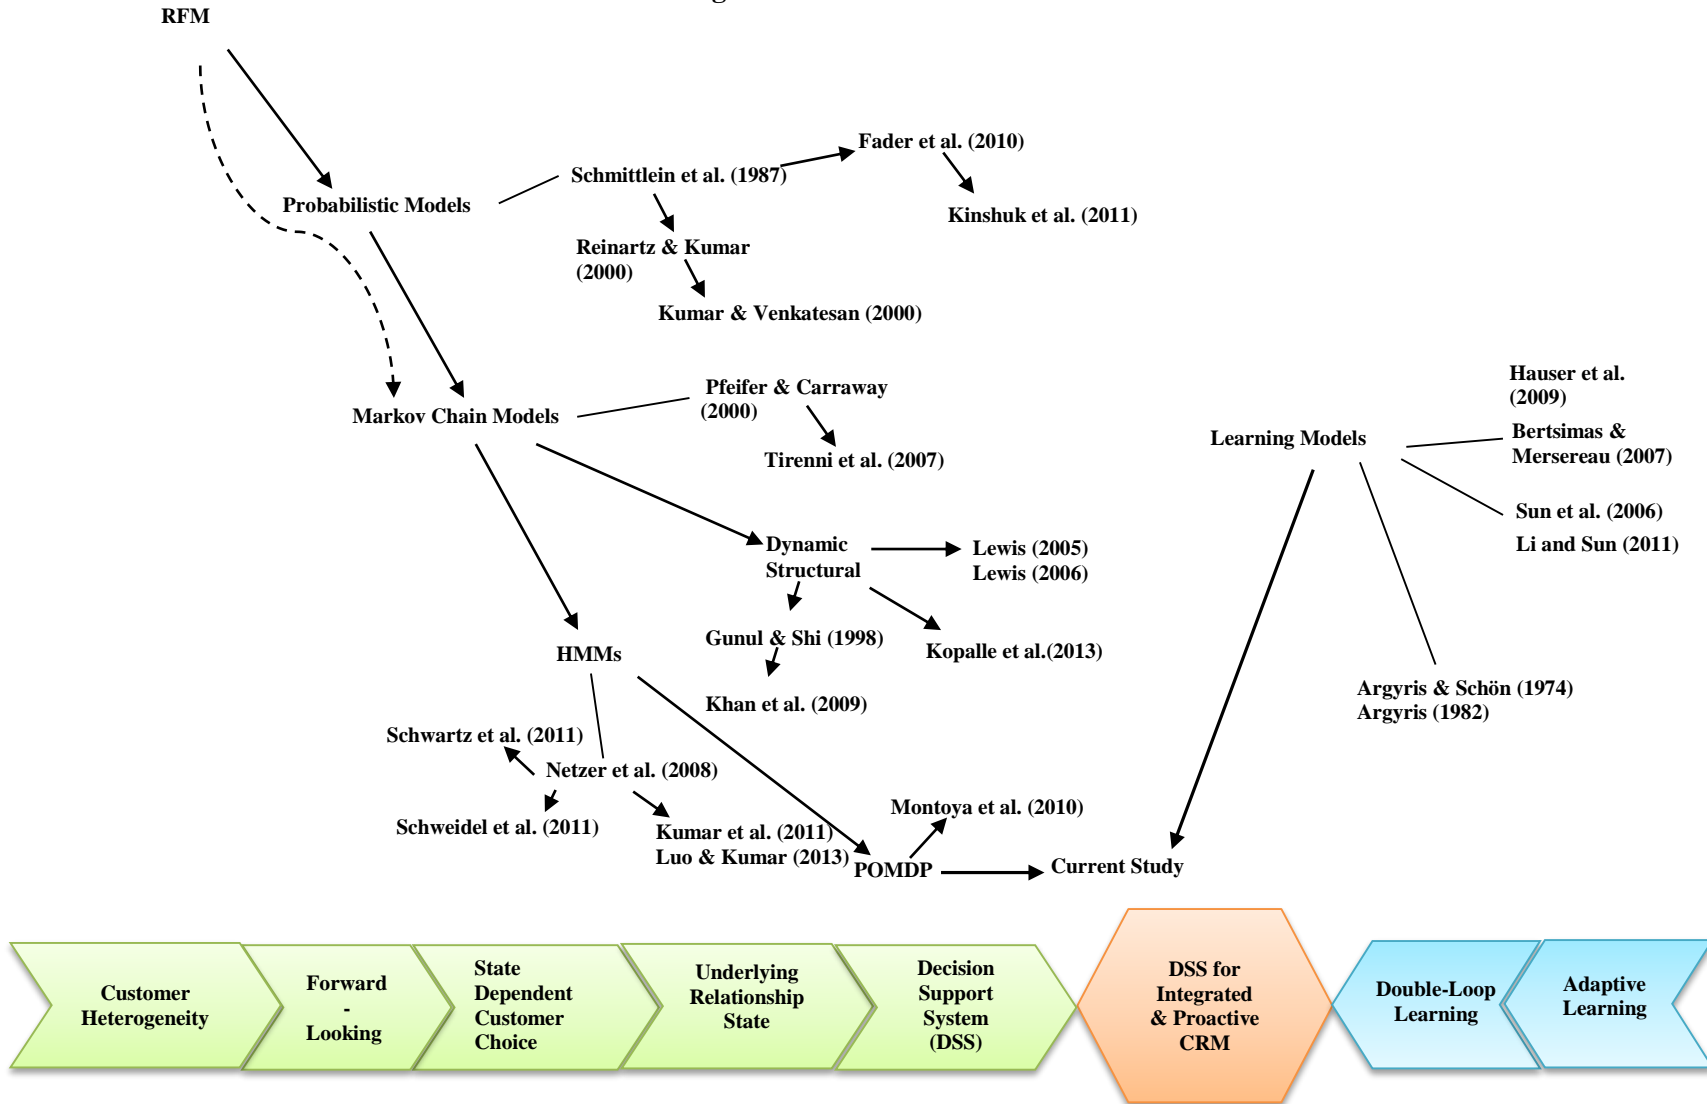 RFM
Fader et al. (2010)
Schmittlein et al. (1987)
Probabilistic Models
Kinshuk et al. (2011)
Reinartz & Kumar
(2000)
Kumar & Venkatesan (2000)
Pfeifer & Carraway
(2000)
Markov Chain Models
Tirenni et al. (2007)
Hauser et al.
(2009)
Learning Models
Bertsimas &
Mersereau (2007)
Sun et al. (2006)
Li and Sun (2011)
Dynamic
Structural
Lewis (2005)
Lewis (2006)
Gunul & Shi (1998)
Kopalle et al.(2013)
HMMs
Khan et al. (2009)
Argyris & Schön (1974)
Argyris (1982)
Schwartz et al. (2011)
Netzer et al. (2008)
Schweidel et al. (2011)
Kumar et al. (2011)
Luo & Kumar (2013)
Montoya et al. (2010)
POMDP
Current Study
Customer
Heterogeneity
Forward
-
Looking
State
Dependent
Customer
Choice
Underlying
Relationship
State
Decision
Support
System
(DSS)
DSS for
Integrated
& Proactive
CRM
Double-Loop
Learning
Adaptive
Learning